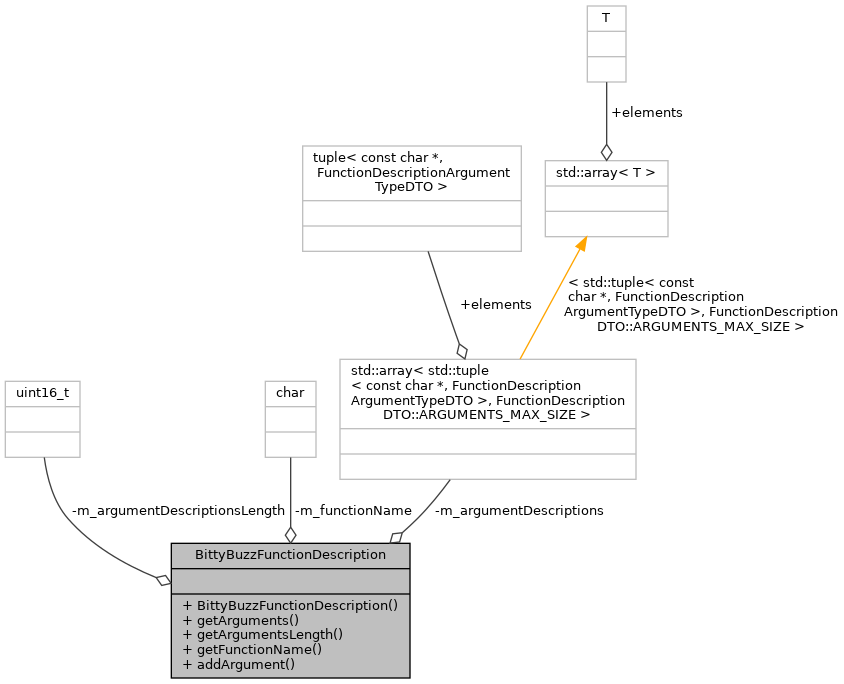 T
+elements
tuple< const char *,
FunctionDescriptionArgument
TypeDTO >
std::array< T >
+elements
< std::tuple< const
char *, FunctionDescription
ArgumentTypeDTO >, FunctionDescription
DTO::ARGUMENTS_MAX_SIZE >
std::array< std::tuple
< const char *, FunctionDescription
ArgumentTypeDTO >, FunctionDescription
DTO::ARGUMENTS_MAX_SIZE >
uint16_t
char
-m_argumentDescriptionsLength
-m_functionName
-m_argumentDescriptions
BittyBuzzFunctionDescription
+ BittyBuzzFunctionDescription()
+ getArguments()
+ getArgumentsLength()
+ getFunctionName()
+ addArgument()